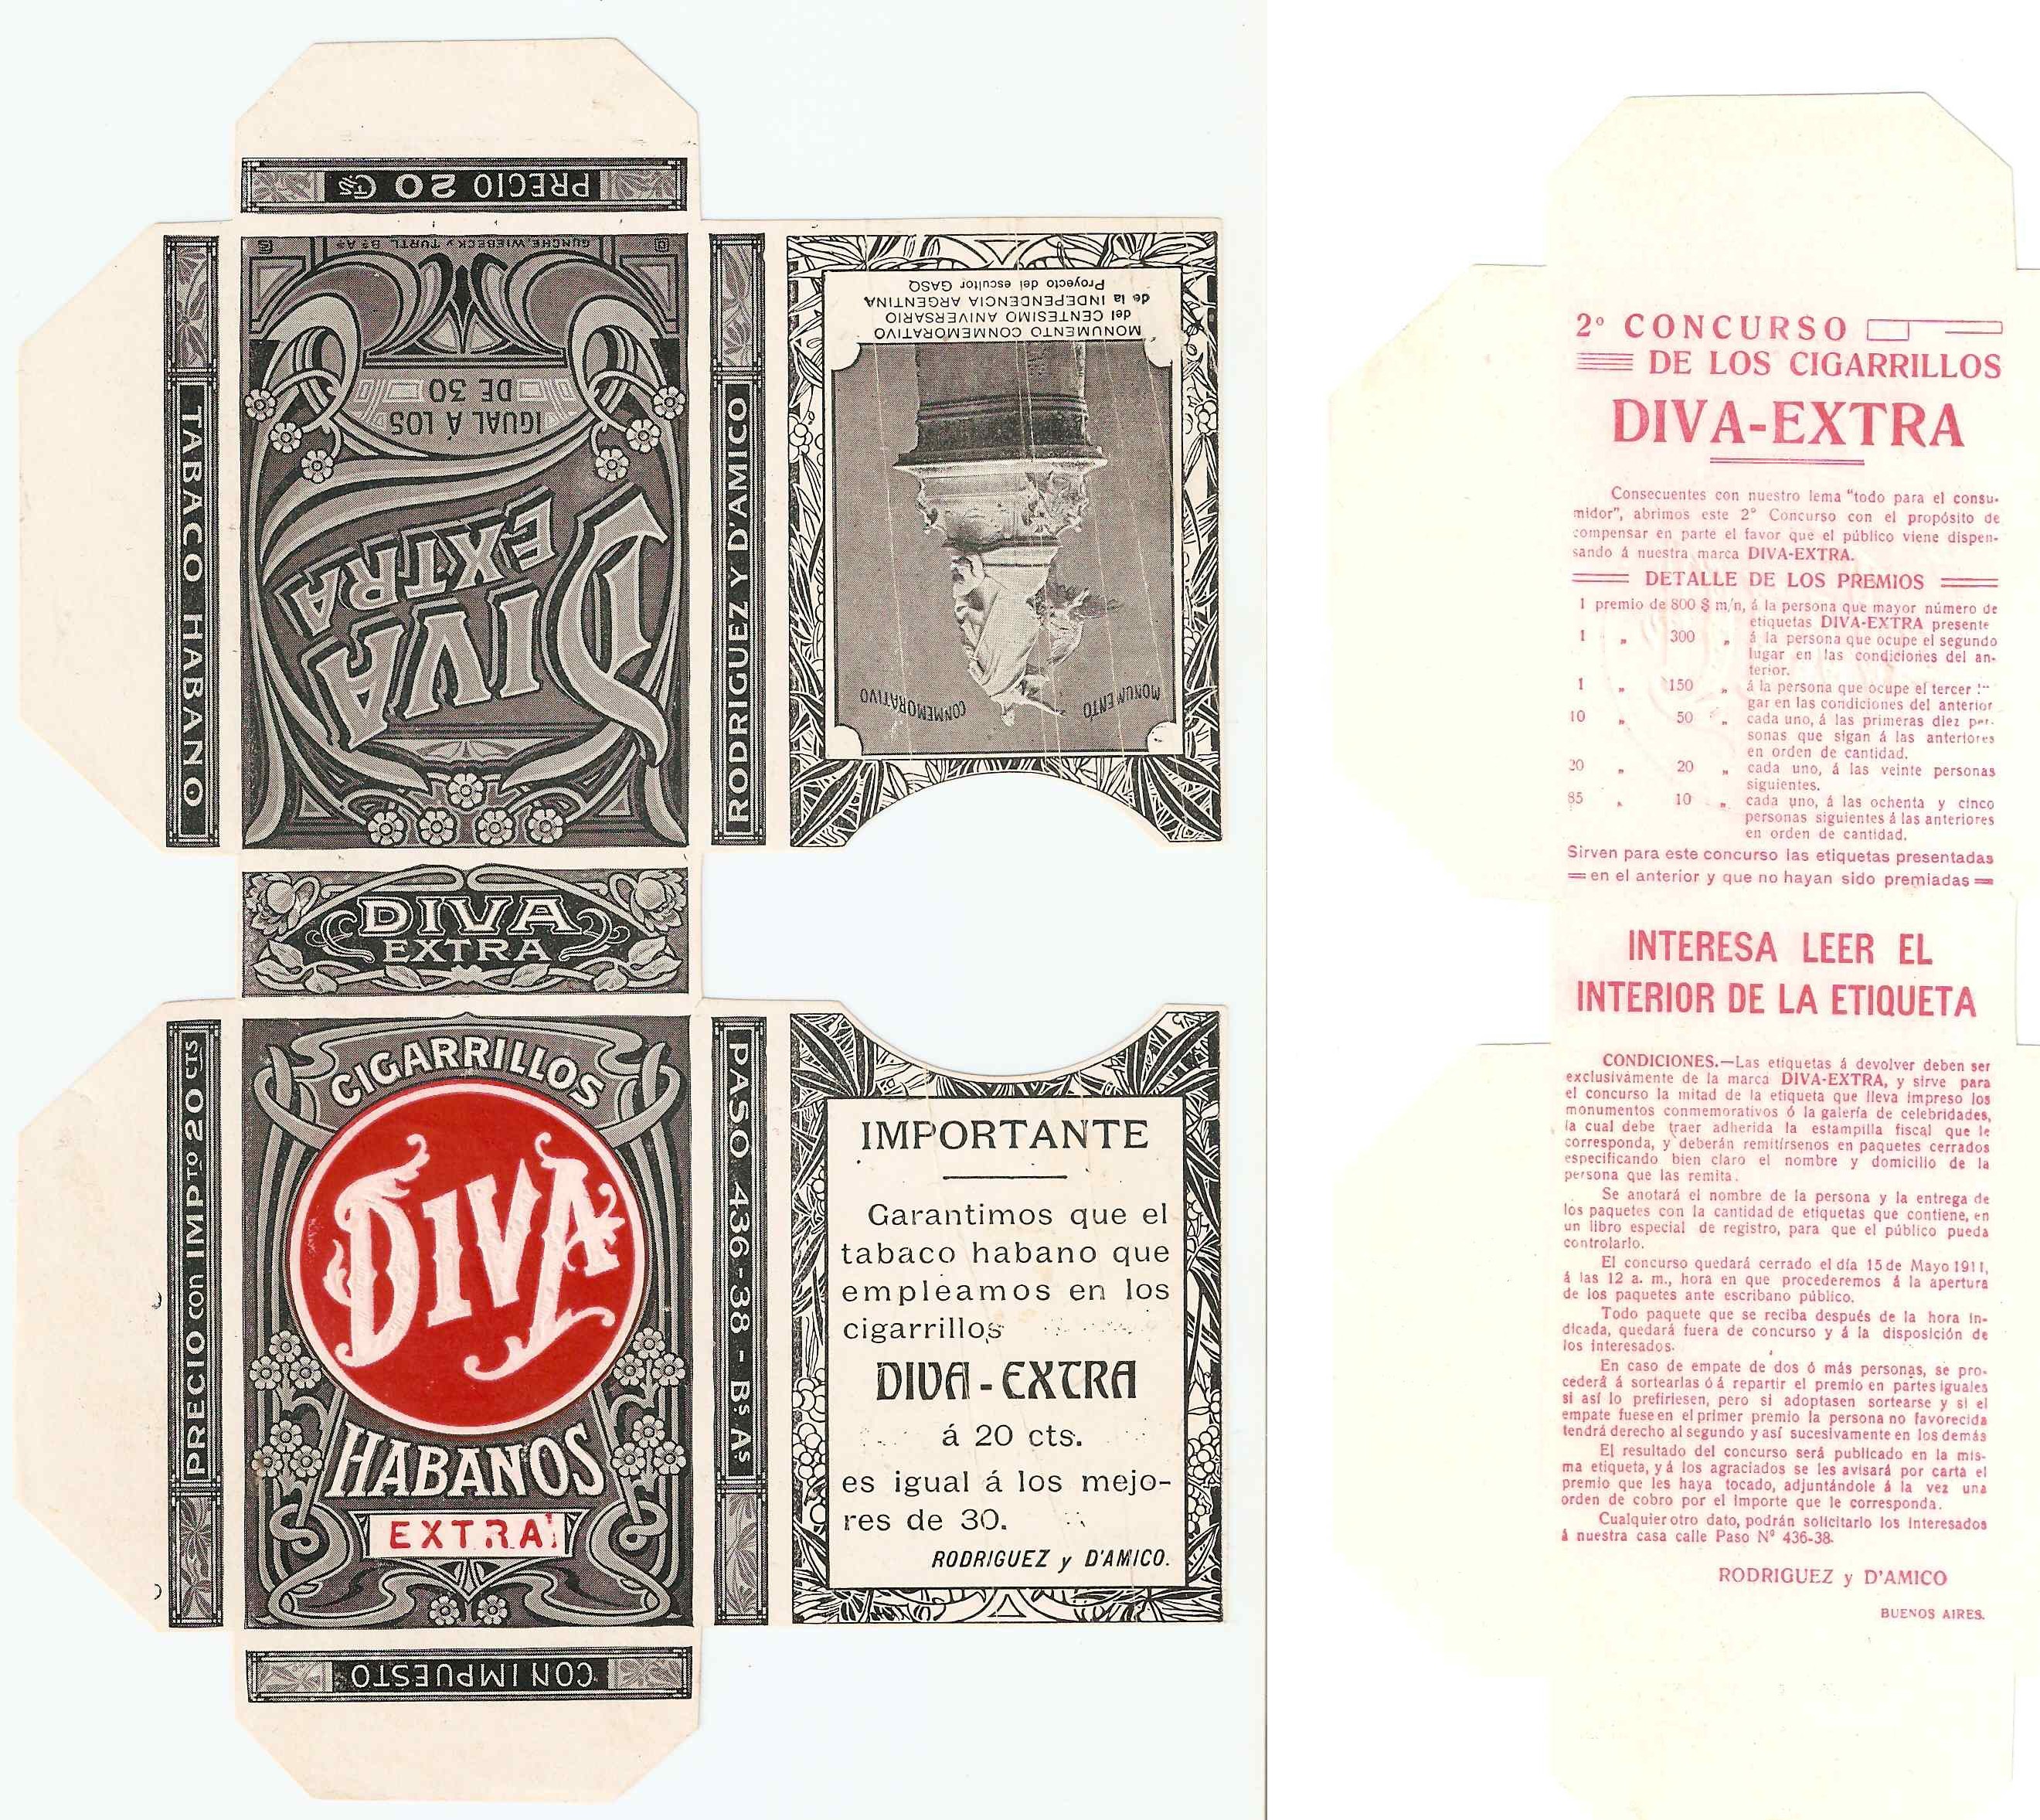 PRECIO 20 CTS
GUNCHE, WIEBECK y TURTL. Bs As
IGUAL Á LOS
DE 30
DIVA
EXTRA
TABACO HABANO
RODRIGUEZ Y D'AMICO
MONUMENTO CONMEMORATIVO
del CENTESIMO ANIVERSARIO
de la INDEPENDENCIA ARGENTINA
Proyecto del escultor GASQ
MONUMENTO CONMEMORATIVO
DIVA
EXTRA
PRECIO con IMPTO 20 CTS
CIGARRILLOS
DIVA
HABANOS
EXTRA
PASO 436-38 - Bs As
IMPORTANTE
Garantimos que el
tabaco habano que
empleamos en los
cigarrillos
DIVA - EXTRA
á 20 cts.
es igual á los mejo-
res de 30.
RODRIGUEZ y D'AMICO.
CON IMPUESTO
2º CONCURSO
DE LOS CIGARRILLOS
DIVA-EXTRA
Consecuentes con nuestro lema "todo para el consu-
midor", abrimos este 2º Concurso con el propósito de
compensar en parte el favor que el público viene dispen-
sando á nuestra marca DIVA-EXTRA.
DETALLE DE LOS PREMIOS
1 premio de 800 $ m/n, á la persona que mayor número de
etiquetas DIVA-EXTRA presente
1 „ 300 „ á la persona que ocupe el segundo
lugar en las condiciones del an-
terior.
1 „ 150 „ á la persona que ocupe el tercer
gar en las condiciones del anterior
10 „ 50 „ cada uno, á las primeras diez per-
sonas que sigan á las anteriores
en orden de cantidad.
20 „ 20 „ cada uno, á las veinte personas
siguientes.
85 „ 10 „ cada uno, á las ochenta y cinco
personas siguientes á las anteriores
en orden de cantidad.
Sirven para este concurso las etiquetas presentadas
en el anterior y que no hayan sido premiadas
INTERESA LEER EL
INTERIOR DE LA ETIQUETA
CONDICIONES.—Las etiquetas á devolver deben ser
exclusivamente de la marca DIVA-EXTRA, y sirve para
el concurso la mitad de la etiqueta que lleva impreso los
monumentos conmemorativos ó la galería de celebridades,
la cual debe traer adherida la estampilla fiscal que le
corresponda, y deberán remitírsenos en paquetes cerrados
especificando bien claro el nombre y domicilio de la
persona que las remita.
Se anotará el nombre de la persona y la entrega de
los paquetes con la cantidad de etiquetas que contiene, en
un libro especial de registro, para que el público pueda
controlarlo.
El concurso quedará cerrado el día 15 de Mayo 1911,
á las 12 a. m., hora en que procederemos á la apertura
de los paquetes ante escribano público.
Todo paquete que se reciba después de la hora in-
dicada, quedará fuera de concurso y á la disposición de
los interesados.
En caso de empate de dos ó más personas, se pro-
cederá á sortearlas ó á repartir el premio en partes iguales
si así lo prefiriesen, pero si adoptasen sortearse y si el
empate fuese en el primer premio la persona no favorecida
tendrá derecho al segundo y así sucesivamente en los demás
El resultado del concurso será publicado en la mis-
ma etiqueta, y á los agraciados se les avisará por carta el
premio que les haya tocado, adjuntándole á la vez una
orden de cobro por el importe que le corresponda.
Cualquier otro dato, podrán solicitarlo los interesados
á nuestra casa calle Paso Nº 436-38.
RODRIGUEZ y D'AMICO
BUENOS AIRES.